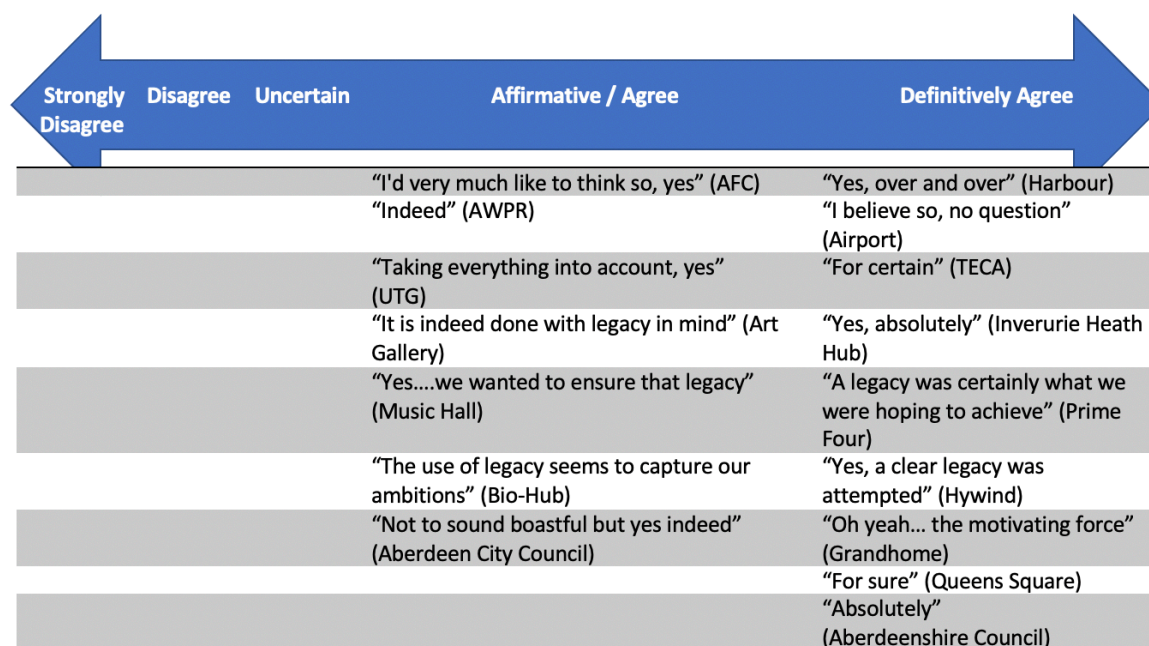 Strongly Disagree Uncertain Affirmative / Agree Definitively Agree
Disagree
“I'd very much like to think so, yes” (AFC) “Yes, over and over” (Harbour)
“Indeed” (AWPR) “I believe so, no question”
(Airport)
“Taking everything into account, yes” “For certain” (TECA)
(UTG)
“It is indeed done with legacy in mind” (Art “Yes, absolutely” (Inverurie Heath
Gallery) Hub)
“Yes....we wanted to ensure that legacy” “A legacy was certainly what we
(Music Hall) were hoping to achieve” (Prime
Four)
“The use of legacy seems to capture our “Yes, a clear legacy was
ambitions” (Bio-Hub) attempted” (Hywind)
“Not to sound boastful but yes indeed” “Oh yeah… the motivating force”
(Aberdeen City Council) (Grandhome)
“For sure” (Queens Square)
“Absolutely”
(Aberdeenshire Council)